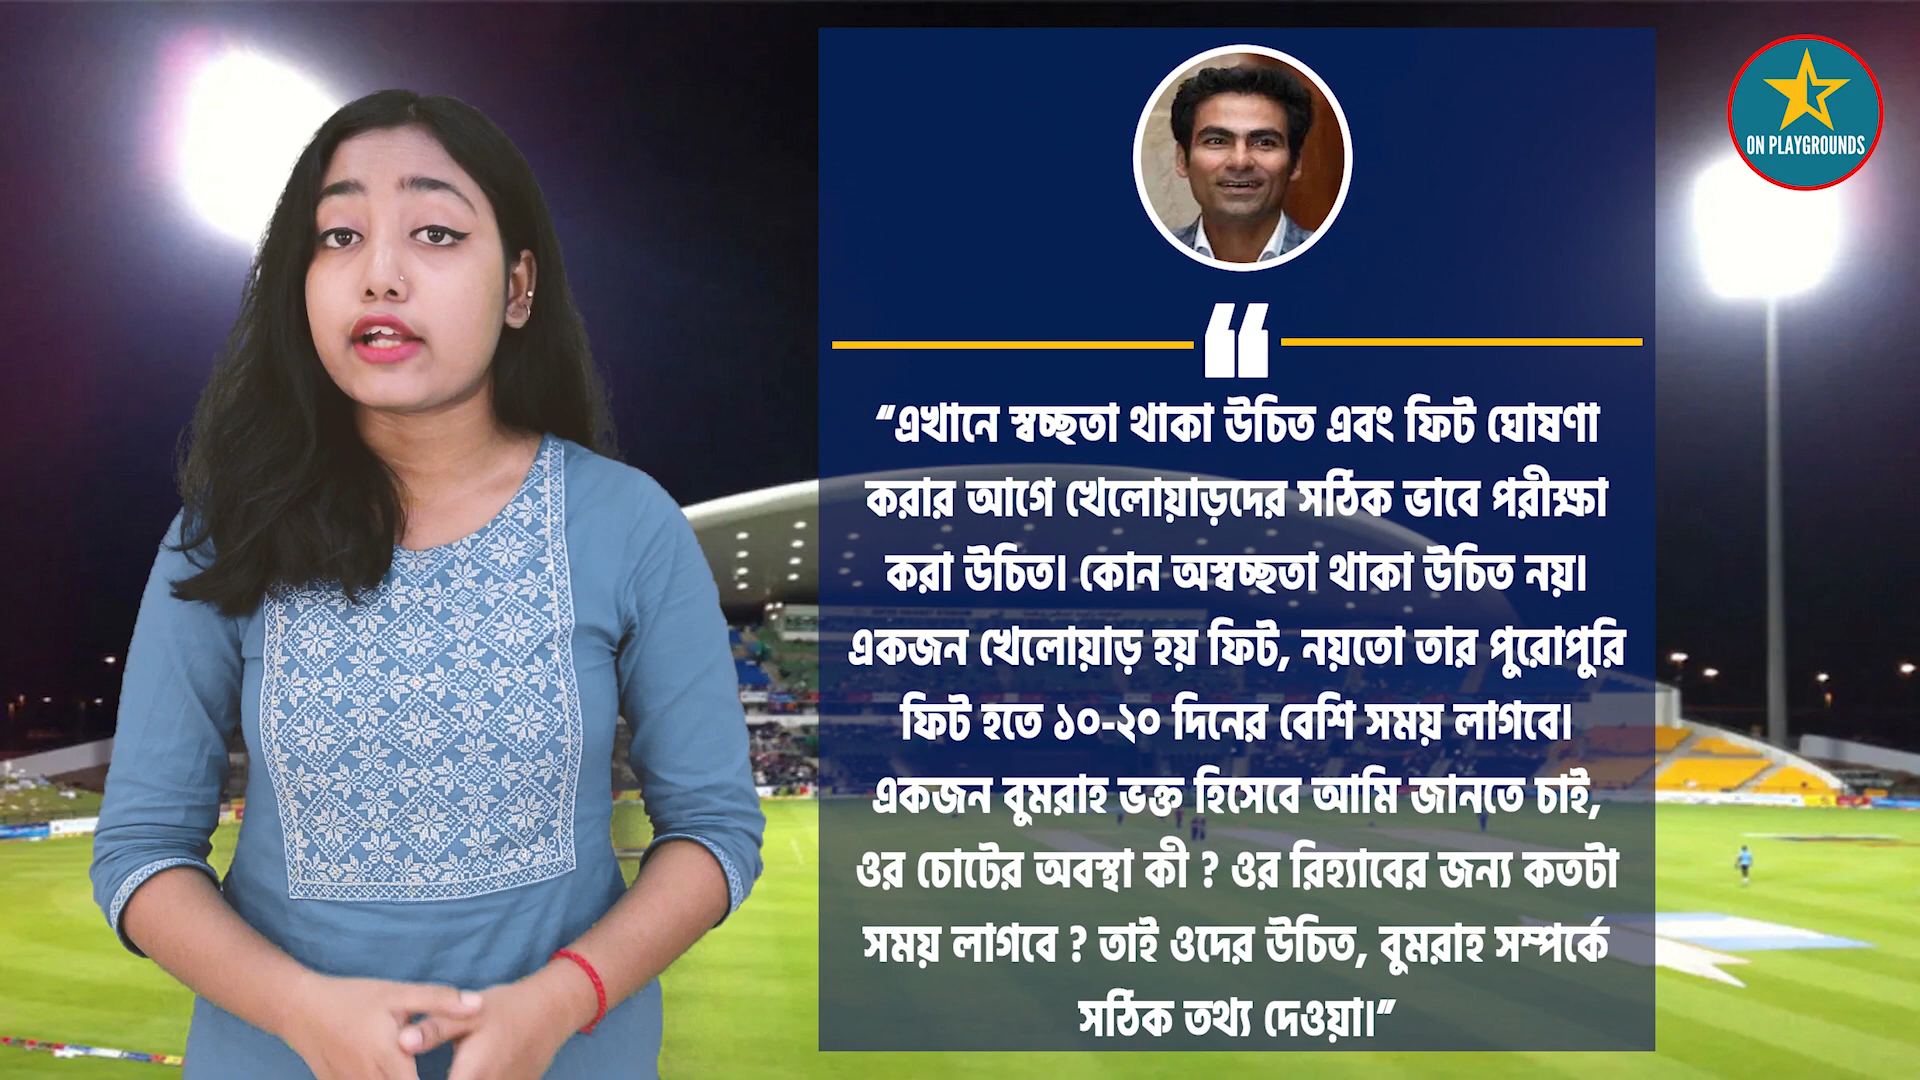 ON PLAYGROUNDS
“এখানে স্বচ্ছতা থাকা উচিত এবং ফিট ঘোষণা
করার আগে খেলোয়াড়দের সঠিক ভাবে পরীক্ষা
করা উচিত। কোন অস্বচ্ছতা থাকা উচিত নয়।
একজন খেলোয়াড় হয় ফিট, নয়তো তার পুরোপুরি
ফিট হতে ১০-২০ দিনের বেশি সময় লাগবে।
একজন বুমরাহ ভক্ত হিসেবে আমি জানতে চাই,
ওর চোটের অবস্থা কী ? ওর রিহ্যাবের জন্য কতটা
সময় লাগবে ? তাই ওদের উচিত, বুমরাহ সম্পর্কে
সঠিক তথ্য দেওয়া।”